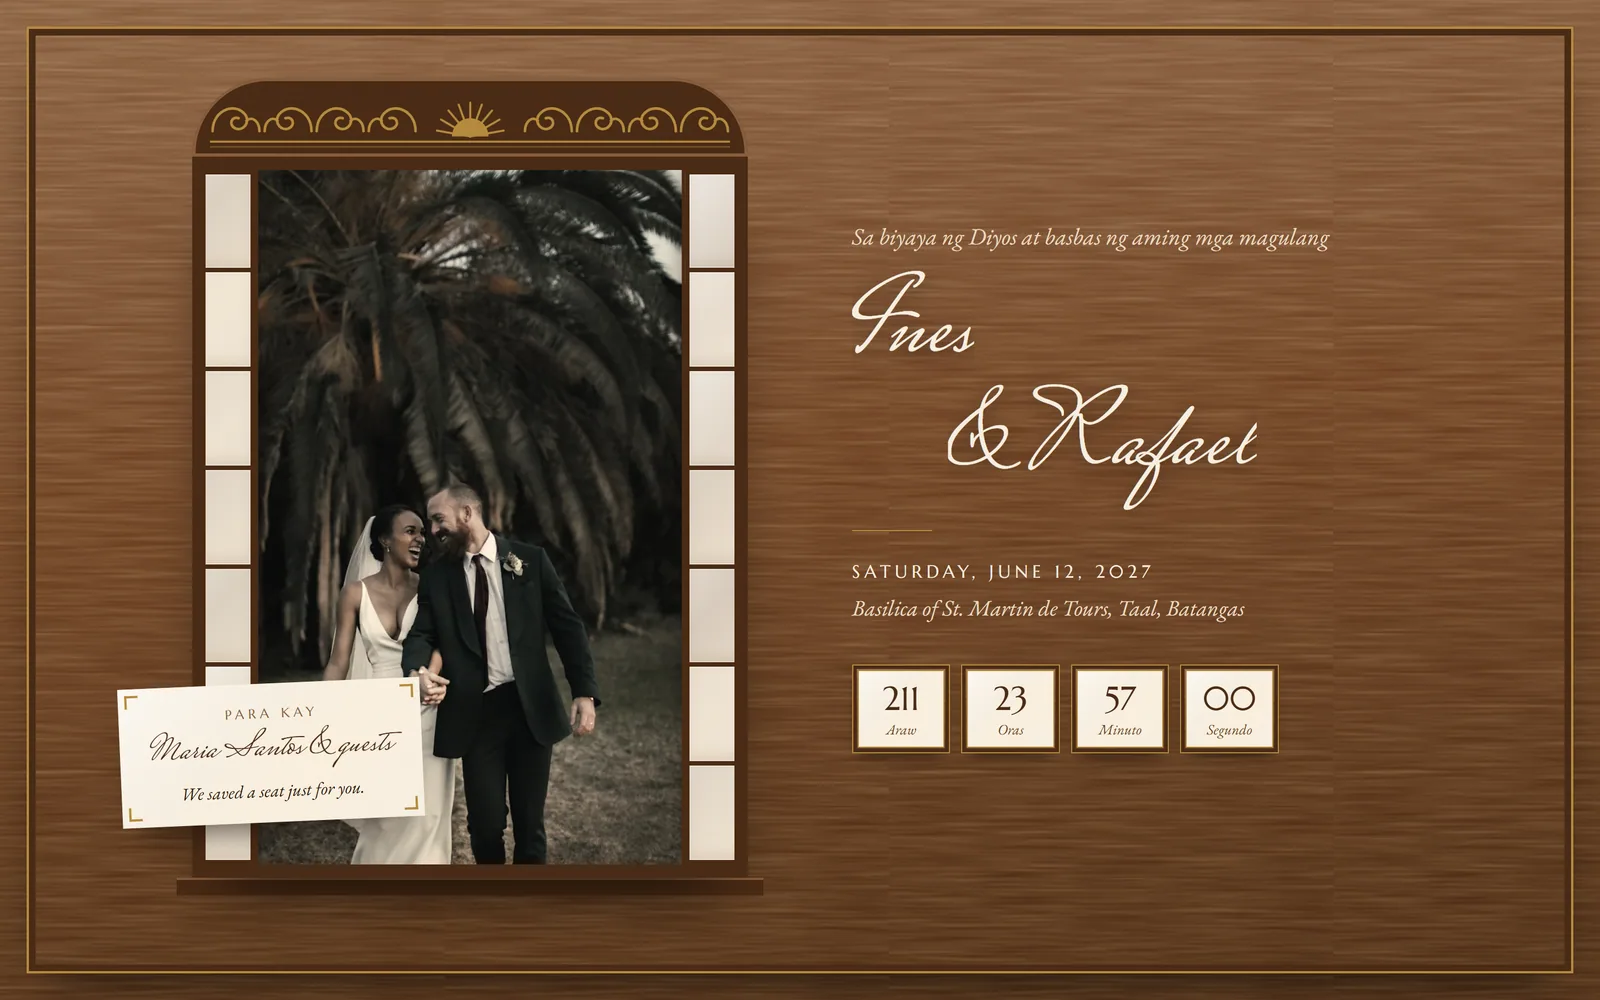 Sa biyaya ng Diyos at basbas ng aming mga magulang
Ines
& Rafael
SATURDAY, JUNE 12, 2027
Basilica of St. Martin de Tours, Taal, Batangas
211 23 57 00
Araw Oras Minuto Segundo
PARA KAY
Maria Santos & guests
We saved a seat just for you.